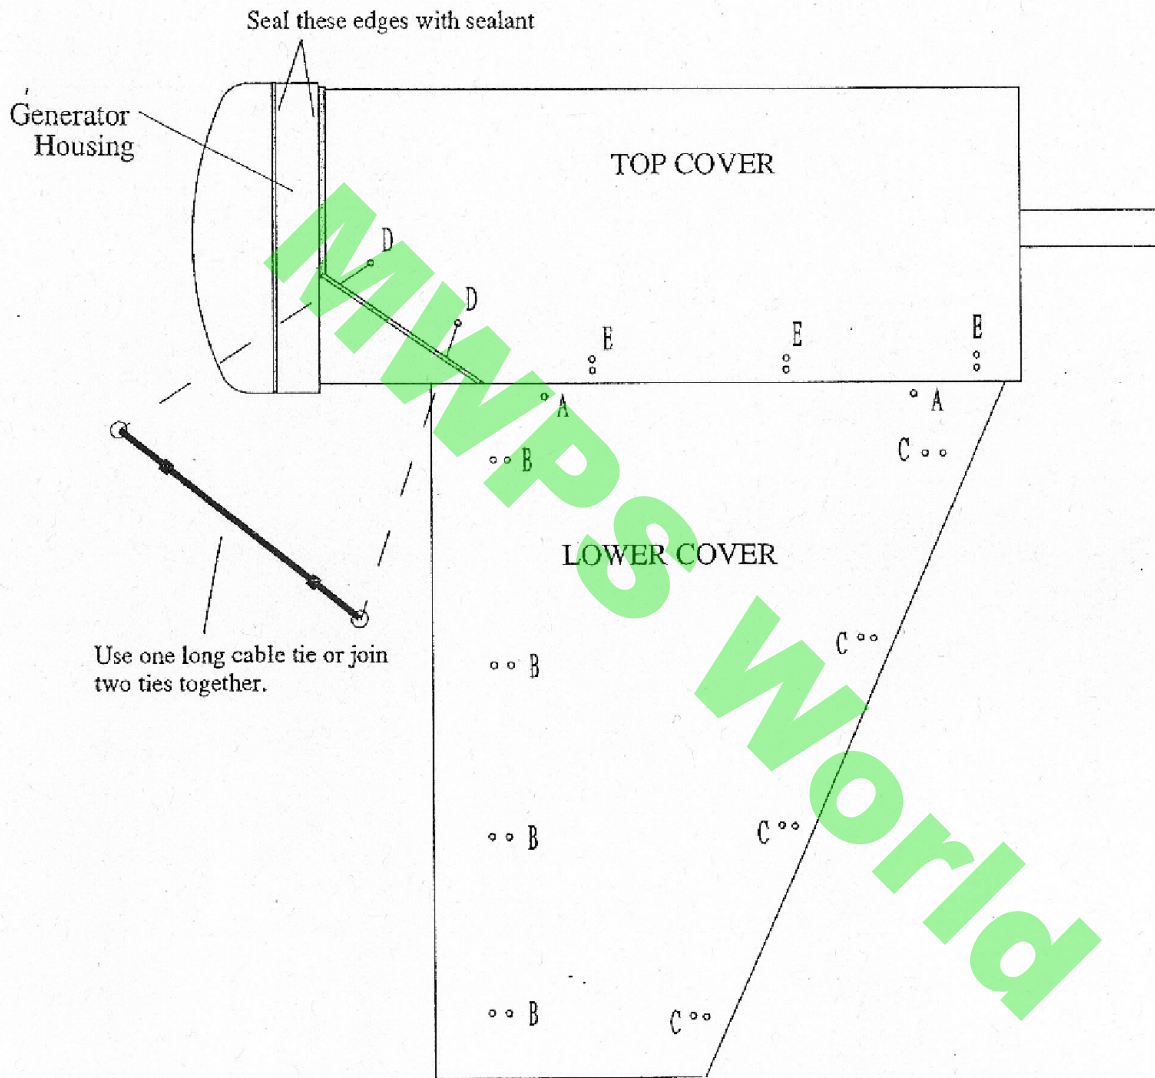 Seal these edges with sealant
Generator
Housing
TOP COVER
D
D
E
E
E
A
A
B
C
LOWER COVER
C
B
Use one long cable tie or join
two ties together.
B
C
B
C
MWPS World